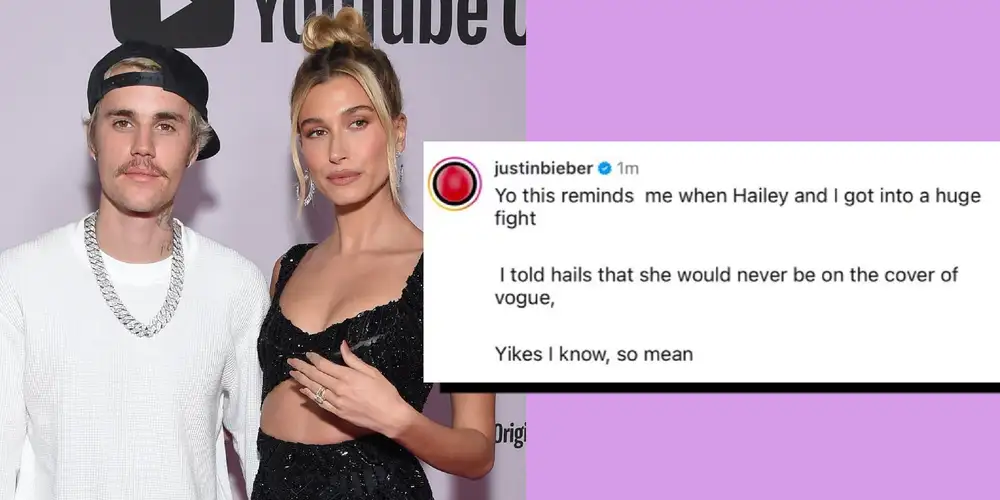 YouTube O
justinbieber 1m
Yo this reminds  me when Hailey and I got into a huge
fight
I told hails that she would never be on the cover of
vogue,
Yikes I know, so mean
Origi